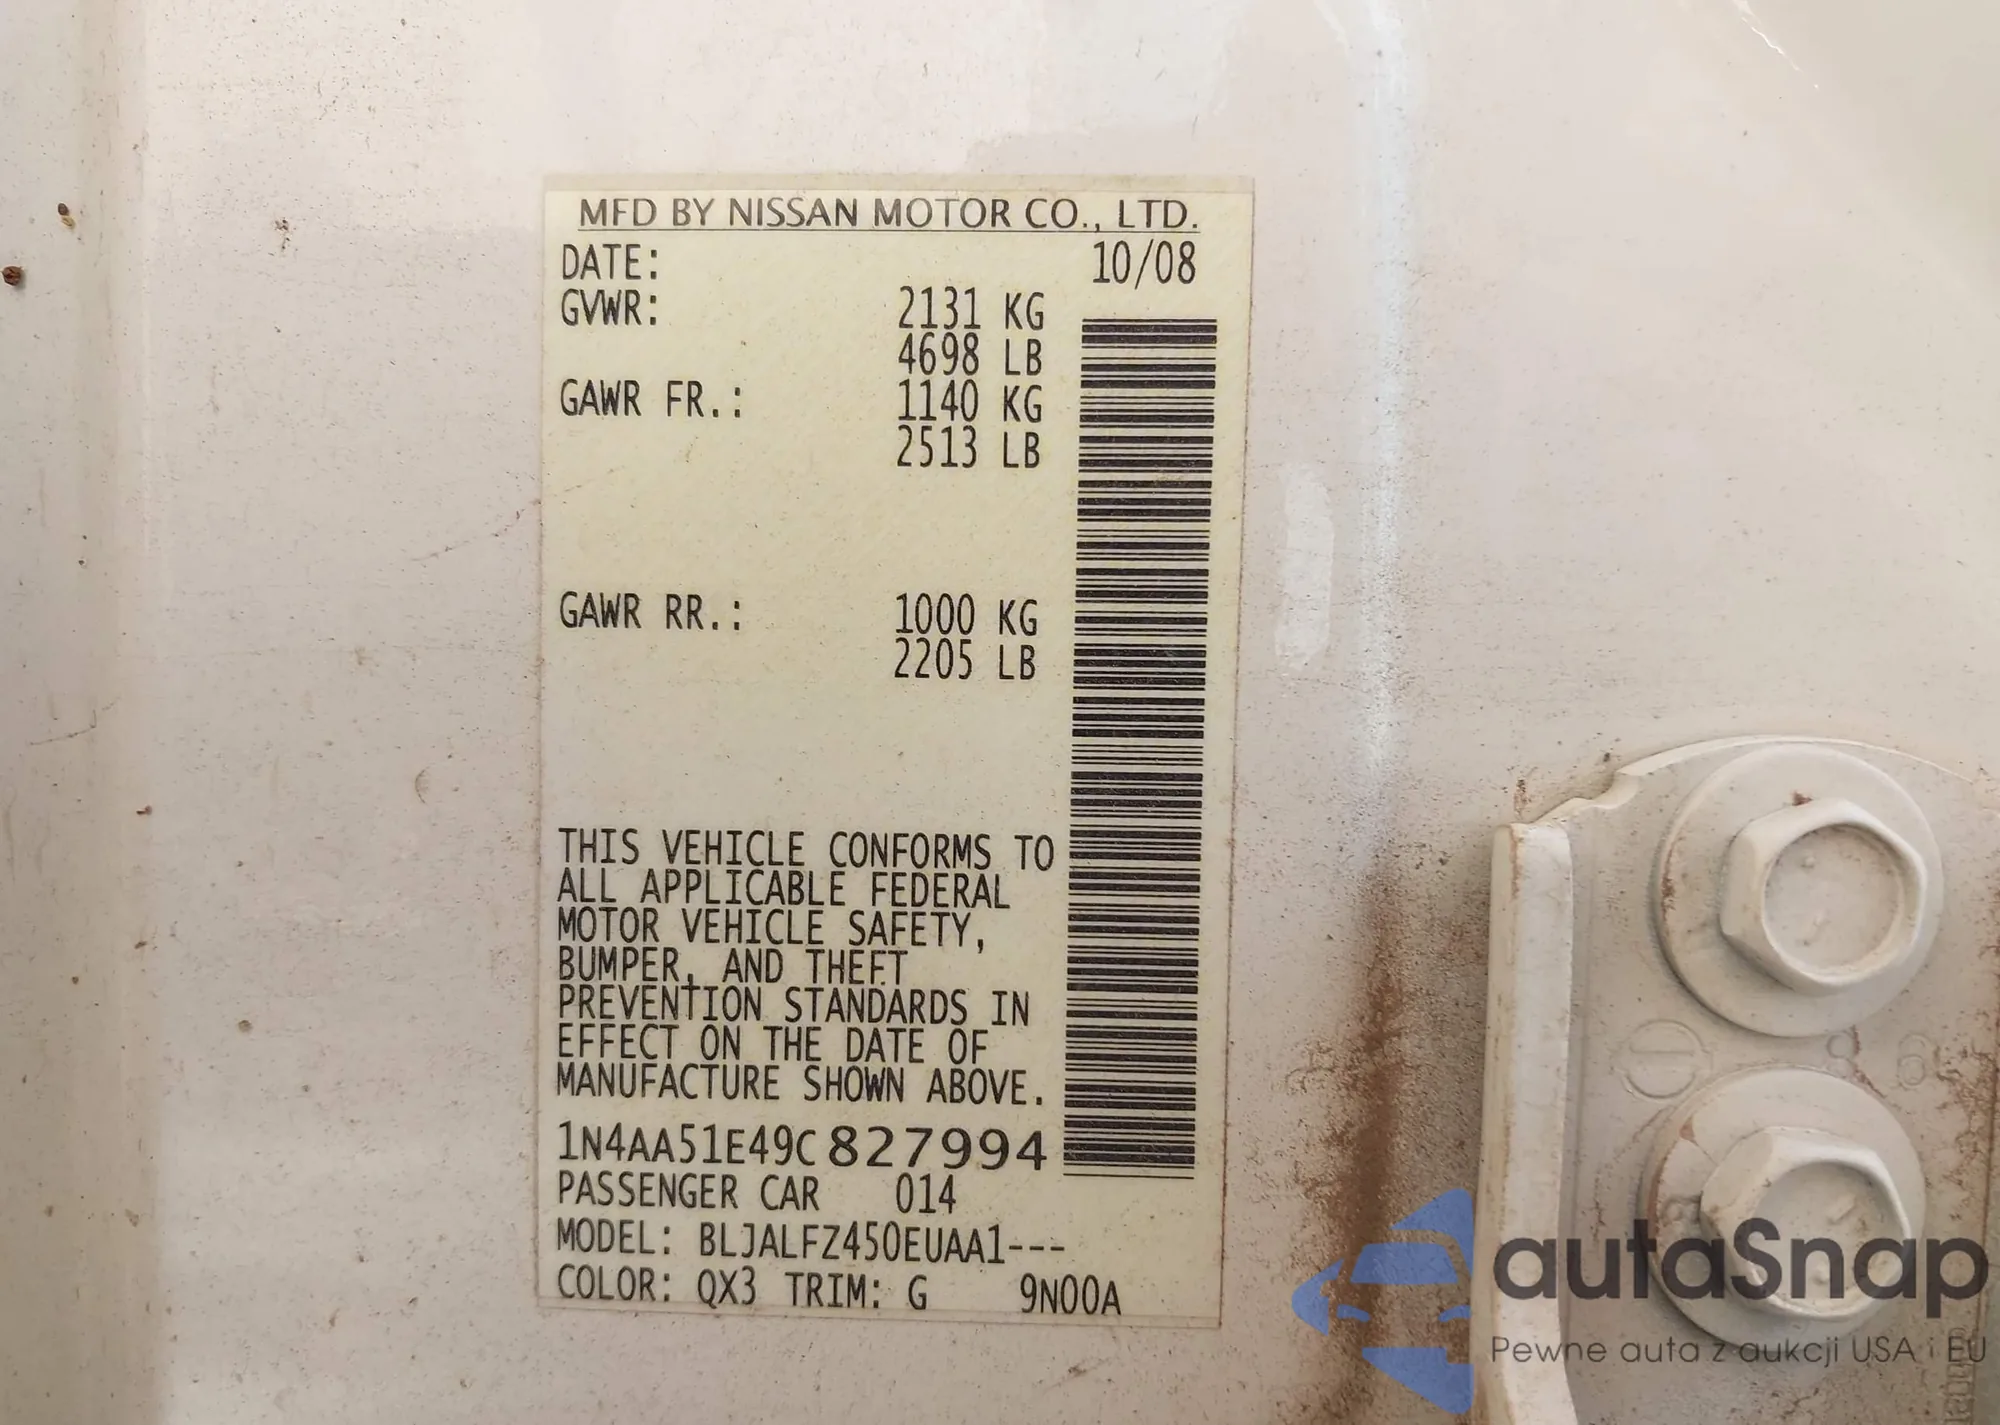 MFD BY NISSAN MOTOR CO., LTD.
DATE: 10/08
GVWR: 2131 KG
4698 LB
GAWR FR.: 1140 KG
2513 LB
GAWR RR.: 1000 KG
2205 LB
THIS VEHICLE CONFORMS TO
ALL APPLICABLE FEDERAL
MOTOR VEHICLE SAFETY,
BUMPER, AND THEFT
PREVENTION STANDARDS IN
EFFECT ON THE DATE OF
MANUFACTURE SHOWN ABOVE.
1N4AA51E49C827994
PASSENGER CAR 014
MODEL: BLJALFZ450EUAA1---
COLOR: QX3 TRIM: G 9N00A
autaSnap
Pewne auta z aukcji USA i EU